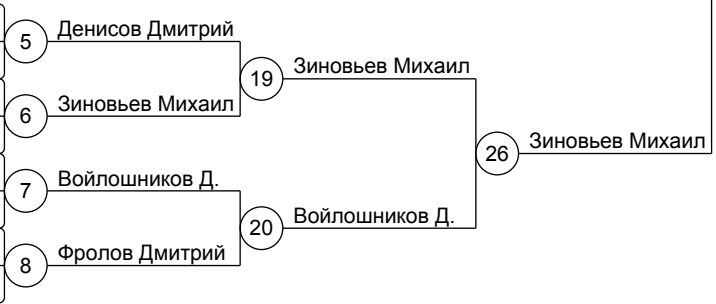 5 Денисов Дмитрий
19 Зиновьев Михаил
6 Зиновьев Михаил
26 Зиновьев Михаил
7 Войлошников Д.
20 Войлошников Д.
8 Фролов Дмитрий